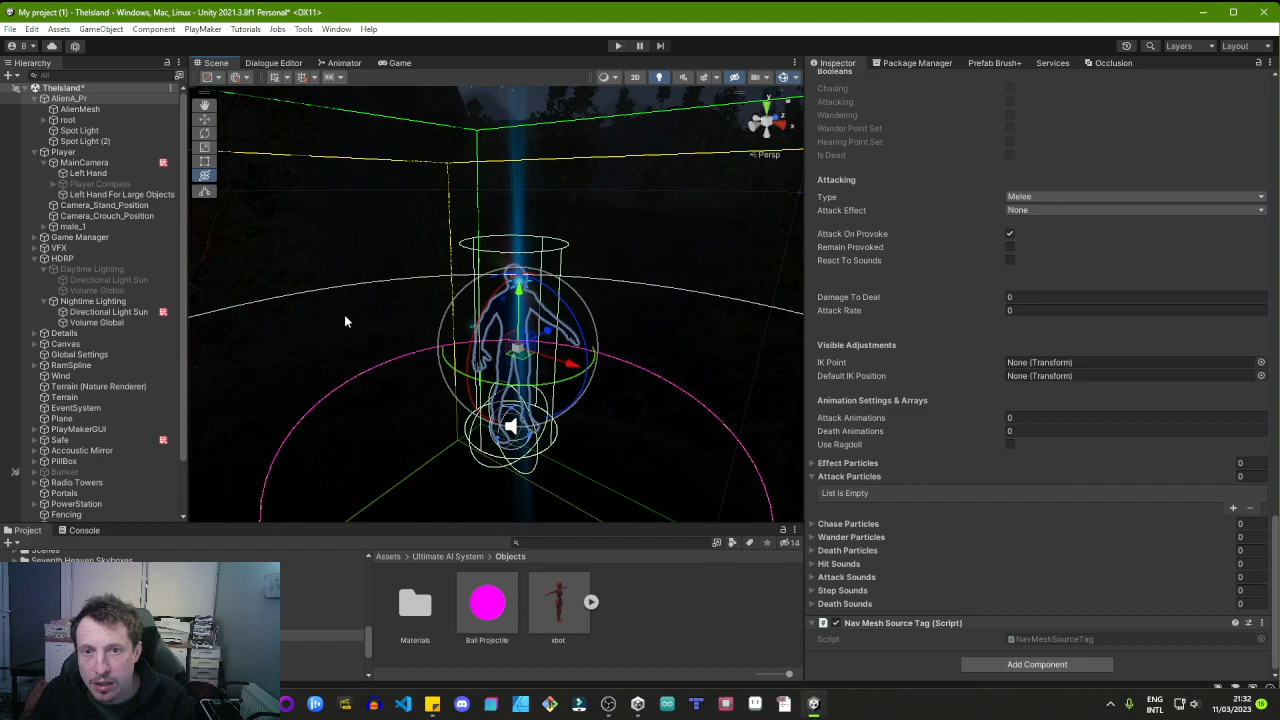 My project (1) - TheIsland - Windows, Mac, Linux - Unity 2021.3.8f1 Personal* <DX11>
File Edit Assets GameObject Component PlayMaker Tutorials Jobs Tools Window Help
B Layers Layout
Hierarchy Scene Dialogue Editor Animator Game Inspector Package Manager Prefab Brush+ Services Occlusion
All 2D
TheIsland*
AlienA_Pr
AlienMesh
root
Spot Light
Spot Light (2)
Player
MainCamera
Left Hand
Player Compass
Left Hand For Large Objects
Camera_Stand_Position
Camera_Crouch_Position
male_1
Game Manager
VFX
HDRP
Daytime Lighting
Directional Light Sun
Volume Global
Nightime Lighting
Directional Light Sun
Volume Global
Details
Canvas
Global Settings
RamSpline
Wind
Terrain (Nature Renderer)
Terrain
EventSystem
Plane
PlayMakerGUI
Safe
Accoustic Mirror
PillBox
Bunker
Radio Towers
Portals
PowerStation
Fencing
y
z
x
Persp
Booleans
Chasing
Attacking
Wandering
Wander Point Set
Hearing Point Set
Is Dead
Attacking
Type Melee
Attack Effect None
Attack On Provoke
Remain Provoked
React To Sounds
Damage To Deal 0
Attack Rate 0
Visible Adjustments
IK Point None (Transform)
Default IK Position None (Transform)
Animation Settings & Arrays
Attack Animations 0
Death Animations 0
Use Ragdoll
Effect Particles 0
Attack Particles 0
List is Empty
Chase Particles 0
Wander Particles 0
Death Particles 0
Hit Sounds 0
Attack Sounds 0
Step Sounds 0
Death Sounds 0
Nav Mesh Source Tag (Script)
Script NavMeshSourceTag
Add Component
Project Console
14
Scenes
Seventh Heaven Skyboxes
Assets > Ultimate AI System > Objects
Materials Ball Projectile xbot
ENG
INTL
21:32
11/03/2023